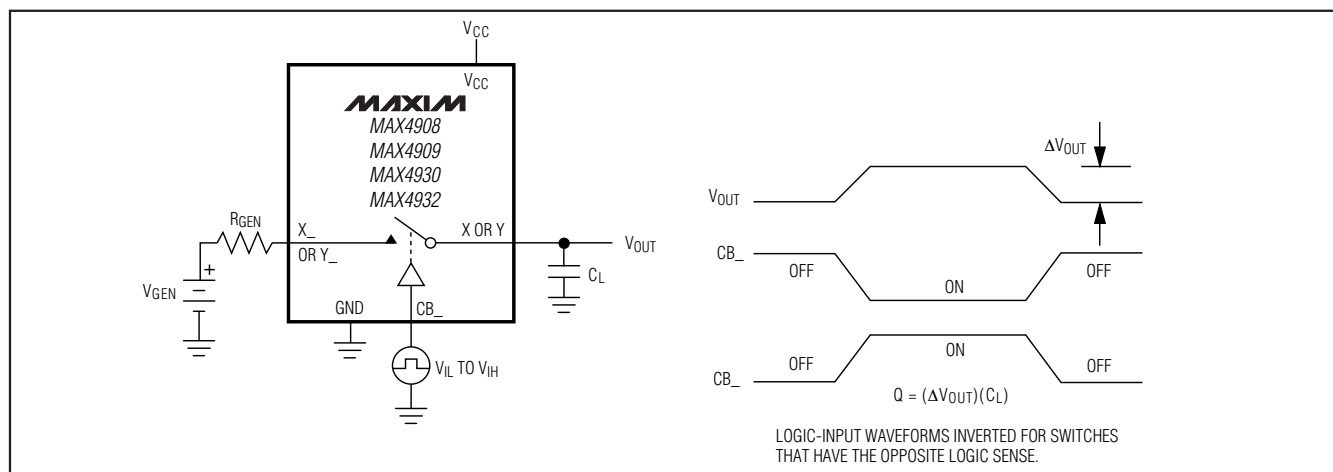 VCC
VCC
MAXIM
MAX4908
MAX4909
MAX4930
MAX4932
RGEN
X_
OR Y_
X OR Y
VOUT
VGEN
+
CL
GND
CB_
VIL TO VIH
ΔVOUT
VOUT
CB_
OFF
ON
OFF
CB_
OFF
ON
OFF
Q = (ΔVOUT)(CL)
LOGIC-INPUT WAVEFORMS INVERTED FOR SWITCHES
THAT HAVE THE OPPOSITE LOGIC SENSE.